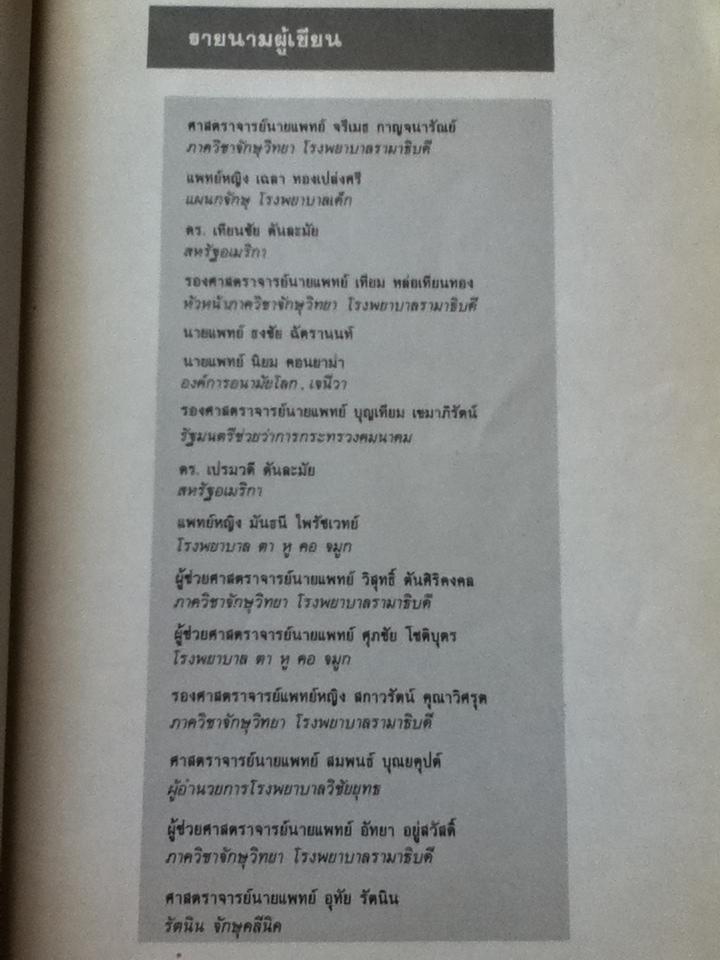 รายนามผู้เขียน
ศาสตราจารย์นายแพทย์ จรีเมธ กาญจนารัณย์
ภาควิชาจักษุวิทยา โรงพยาบาลรามาธิบดี
แพทย์หญิง เฉลา ทองเปล่งศรี
แผนกจักษุ โรงพยาบาลเด็ก
ดร. เทียนชัย ตันละมัย
สหรัฐอเมริกา
รองศาสตราจารย์นายแพทย์ เทียม หล่อเทียนทอง
หัวหน้าภาควิชาจักษุวิทยา โรงพยาบาลรามาธิบดี
นายแพทย์ ธงชัย ฉัตรานนท์
นายแพทย์ นิยม คอนยาม่า
องค์การอนามัยโลก, เจนีวา
รองศาสตราจารย์นายแพทย์ บุญเทียม เขมาภิรัตน์
รัฐมนตรีช่วยว่าการกระทรวงคมนาคม
ดร. เปรมวดี ตันละมัย
สหรัฐอเมริกา
แพทย์หญิง มันธนี ไพรัชเวทย์
โรงพยาบาล ตา หู คอ จมูก
ผู้ช่วยศาสตราจารย์นายแพทย์ วิสุทธิ์ ตันศิริคงคล
ภาควิชาจักษุวิทยา โรงพยาบาลรามาธิบดี
ผู้ช่วยศาสตราจารย์นายแพทย์ ศุภชัย โชติบุตร
โรงพยาบาล ตา หู คอ จมูก
รองศาสตราจารย์แพทย์หญิง สกาวรัตน์ คุณาวิศรุต
ภาควิชาจักษุวิทยา โรงพยาบาลรามาธิบดี
ศาสตราจารย์นายแพทย์ สมพนธ์ บุณยคุปต์
ผู้อำนวยการโรงพยาบาลวิชัยยุทธ
ผู้ช่วยศาสตราจารย์นายแพทย์ อัทยา อยู่สวัสดิ์
ภาควิชาจักษุวิทยา โรงพยาบาลรามาธิบดี
ศาสตราจารย์นายแพทย์ อุทัย รัตนิน
รัตนิน จักษุคลีนิค